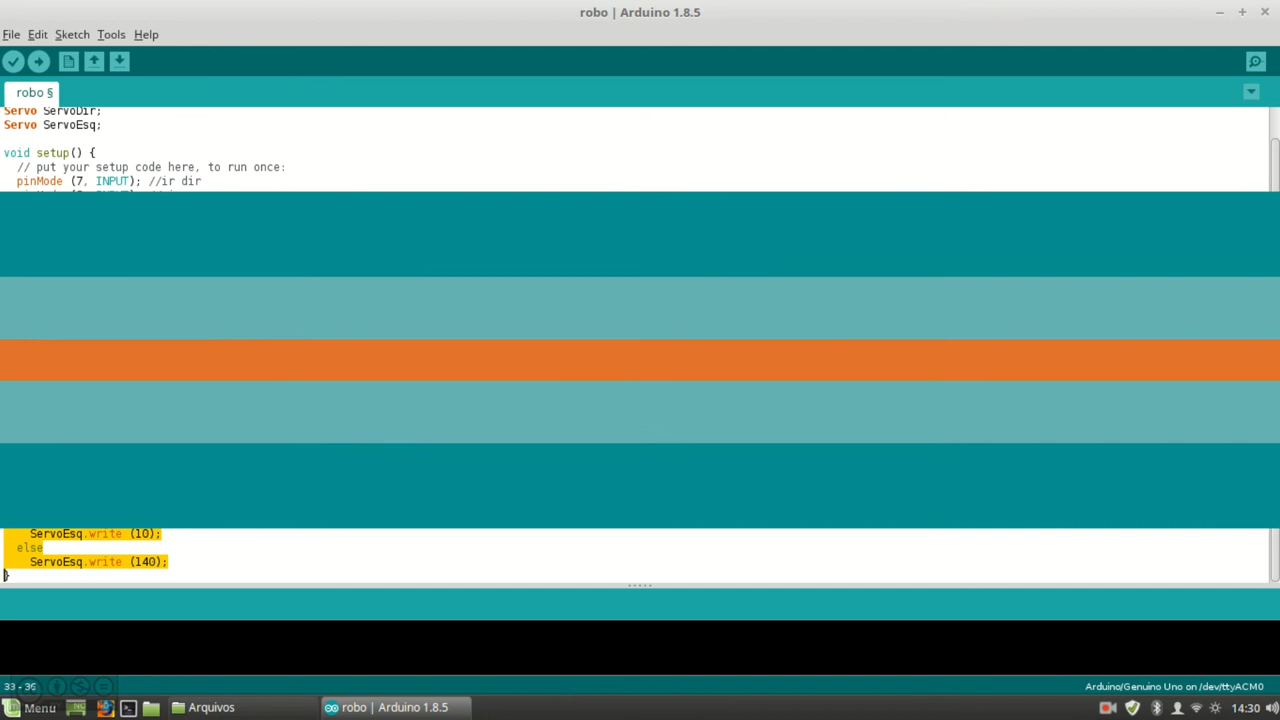 robo | Arduino 1.8.5
File Edit Sketch Tools Help
robo §
Servo ServoDir;
Servo ServoEsq;
void setup() {
// put your setup code here, to run once:
pinMode (7, INPUT); //ir dir
ServoEsq.write (10);
else
ServoEsq.write (140);
}
33 - 36
Arduino/Genuino Uno on /dev/ttyACM0
Menu
Arquivos
robo | Arduino 1.8.5
14:30